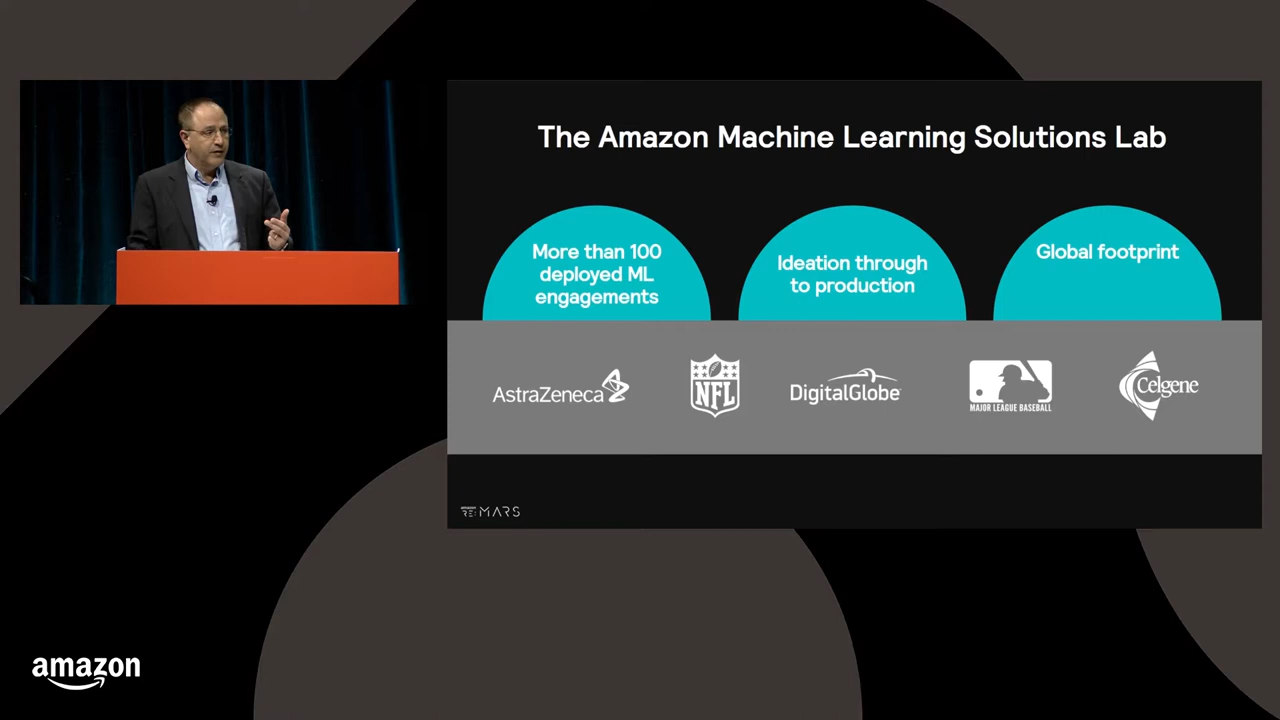 The Amazon Machine Learning Solutions Lab
More than 100
deployed ML
engagements
Ideation through
to production
Global footprint
AstraZeneca
NFL
DigitalGlobe
MAJOR LEAGUE BASEBALL
Celgene
RE:MARS
amazon